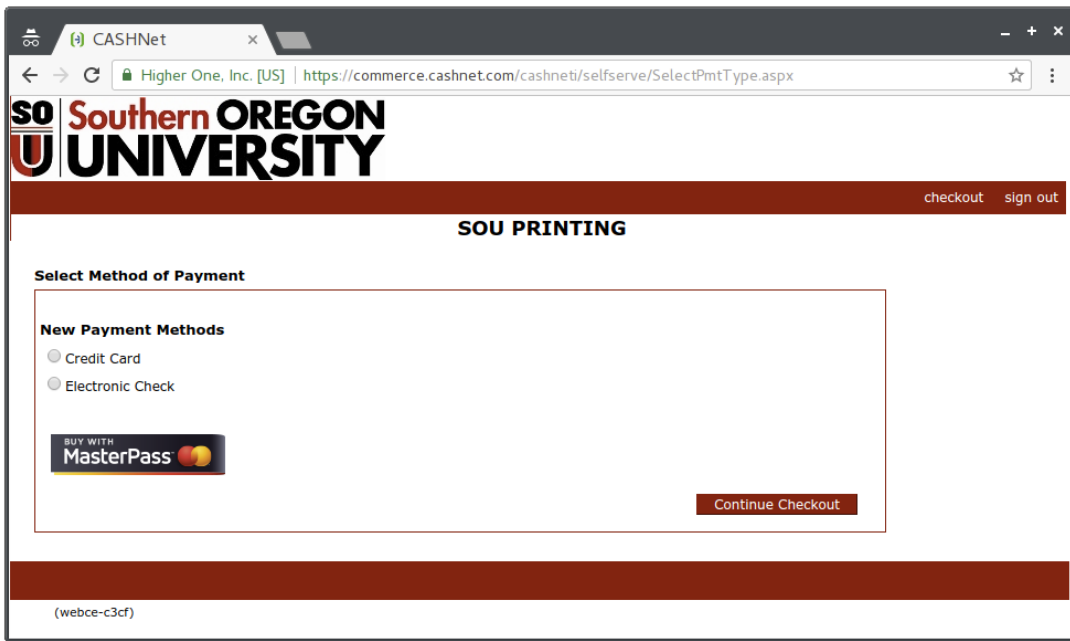 CASHNet
Higher One, Inc. [US] https://commerce.cashnet.com/cashneti/selfserve/SelectPmtType.aspx
SO Southern OREGON
U UNIVERSITY
checkout sign out
SOU PRINTING
Select Method of Payment
New Payment Methods
Credit Card
Electronic Check
BUY WITH
MasterPass
Continue Checkout
(webce-c3cf)